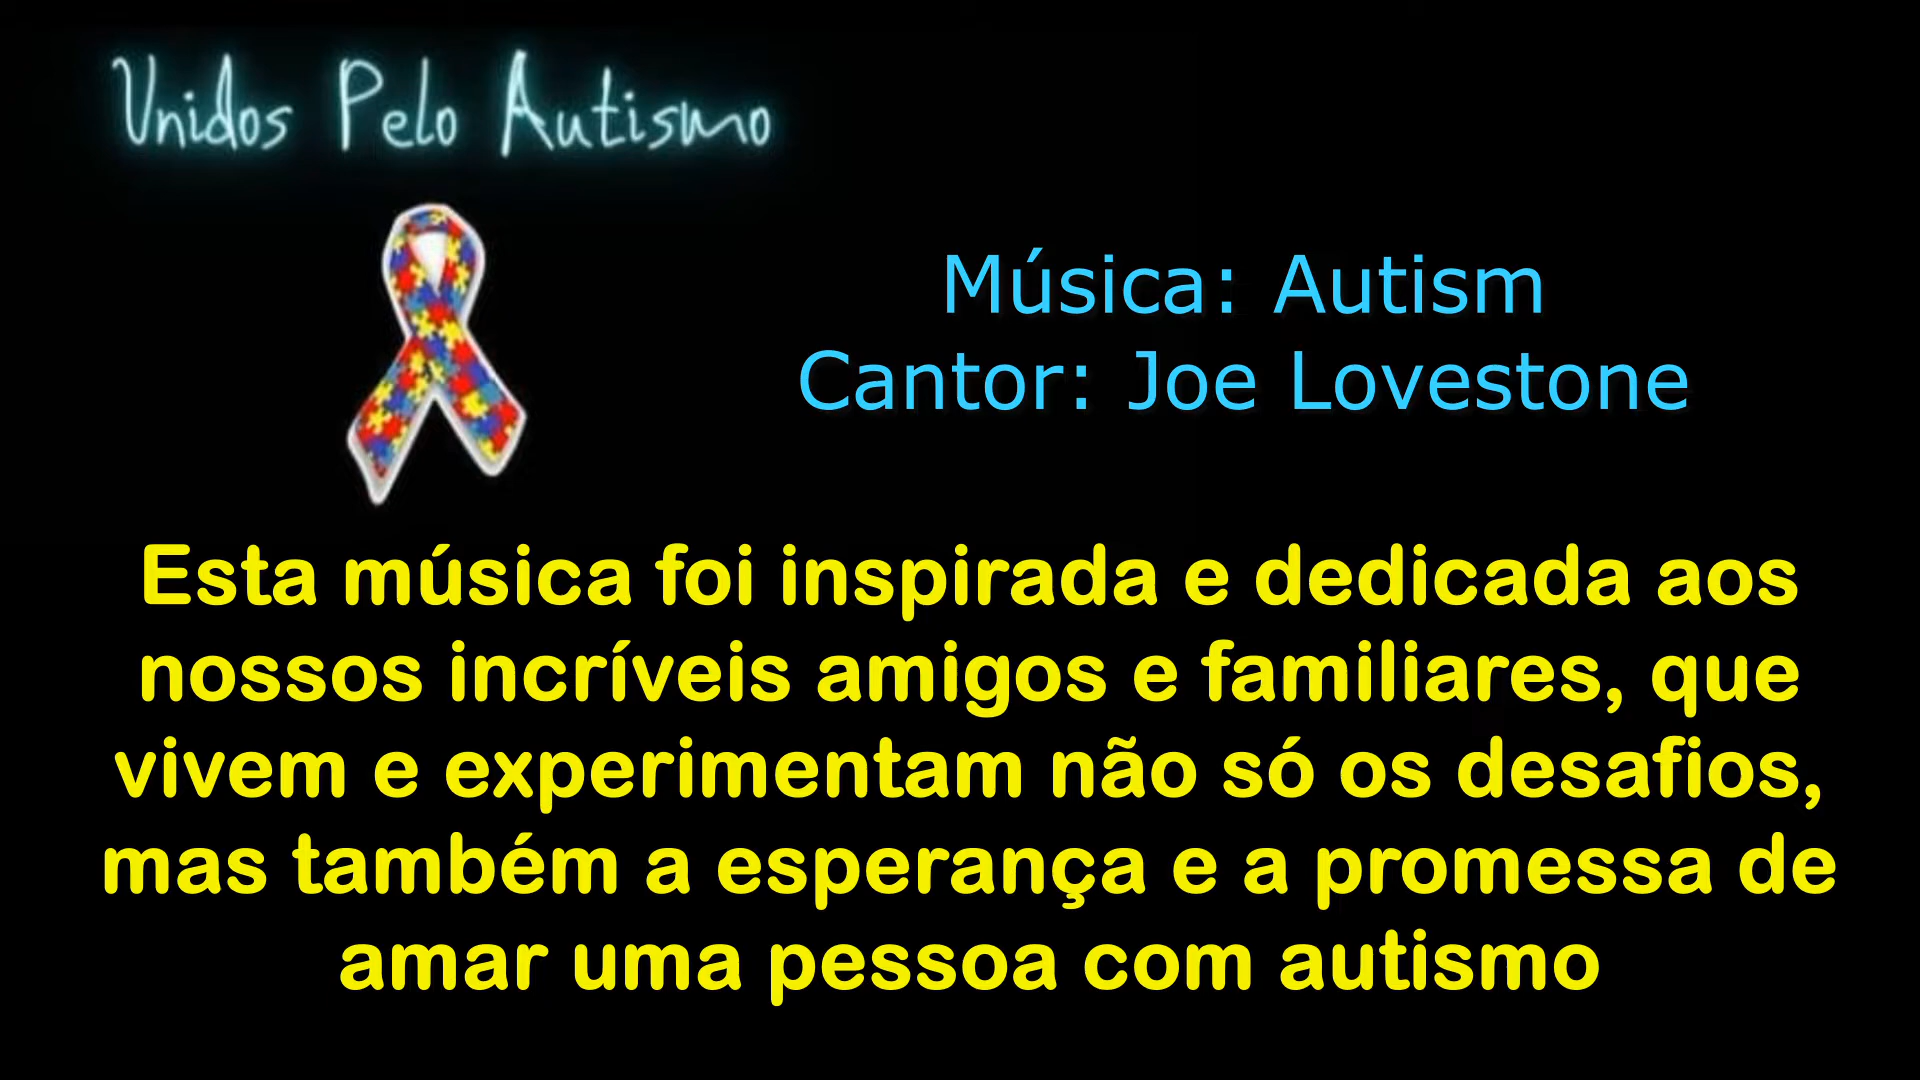 Unidos Pelo Autismo
Música: Autism
Cantor: Joe Lovestone
Esta música foi inspirada e dedicada aos
nossos incríveis amigos e familiares, que
vivem e experimentam não só os desafios,
mas também a esperança e a promessa de
amar uma pessoa com autismo